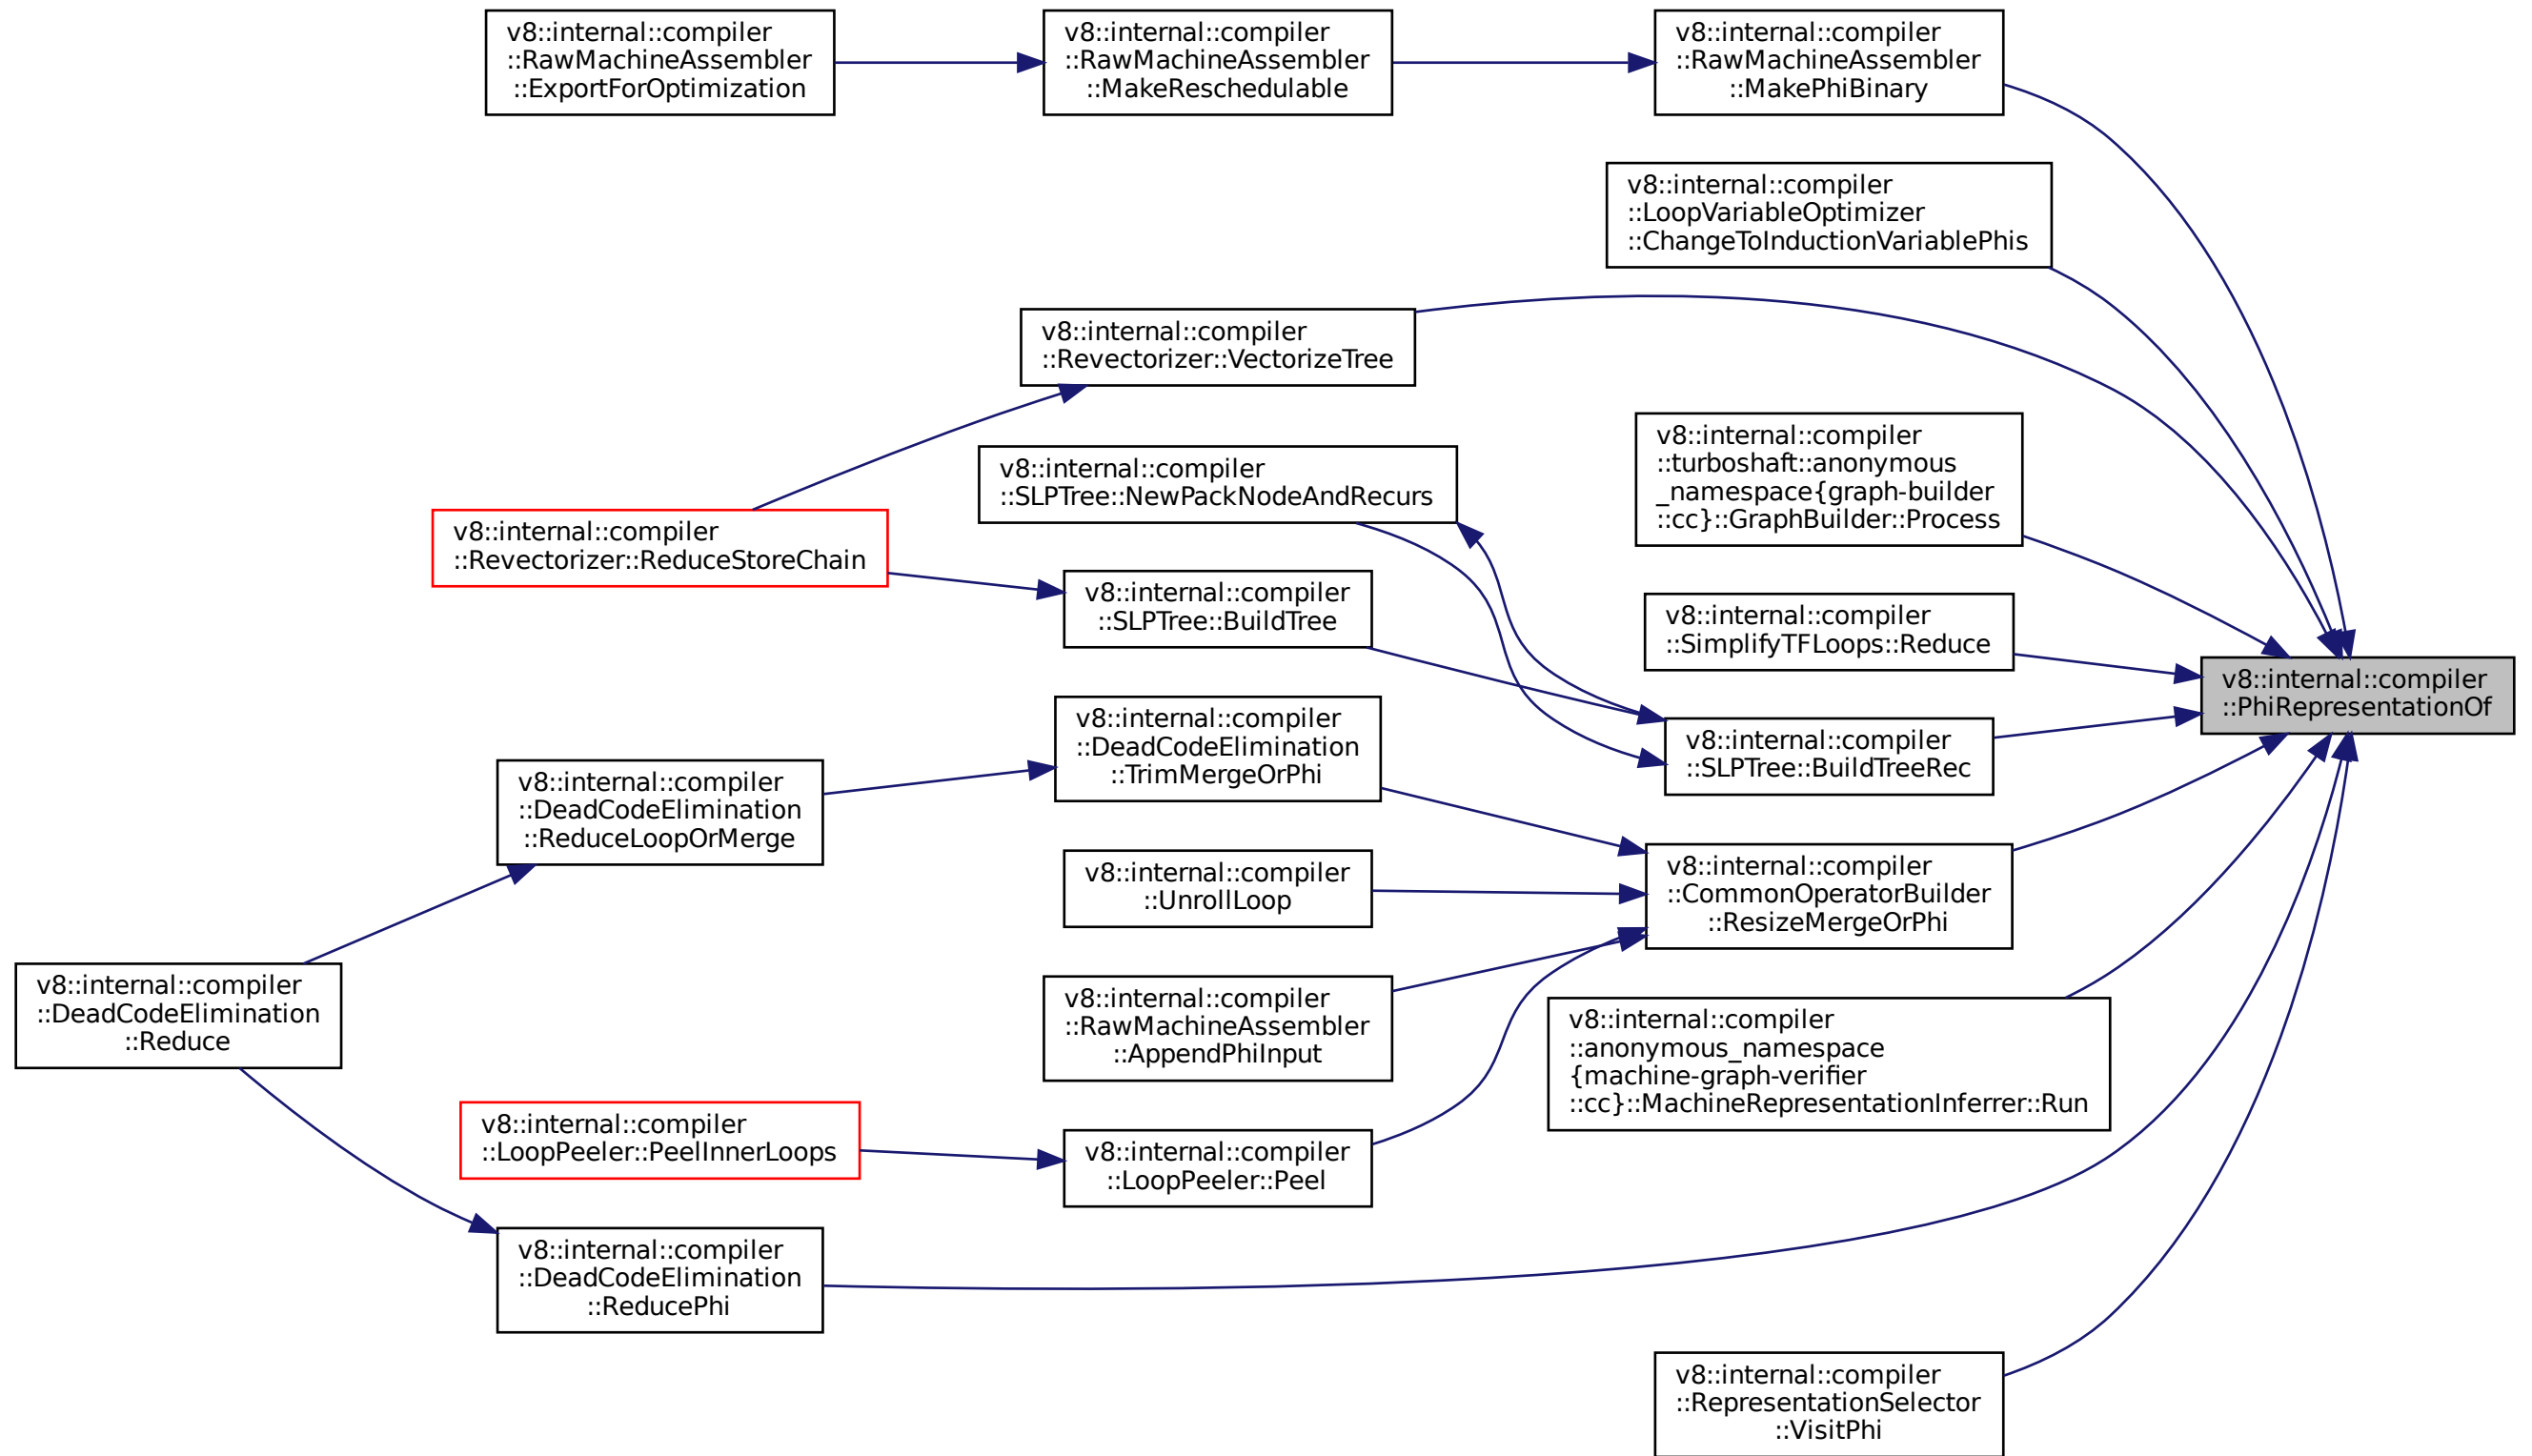 v8::internal::compiler
::RawMachineAssembler
::ExportForOptimization
v8::internal::compiler
::RawMachineAssembler
::MakeReschedulable
v8::internal::compiler
::RawMachineAssembler
::MakePhiBinary
v8::internal::compiler
::LoopVariableOptimizer
::ChangeToInductionVariablePhis
v8::internal::compiler
::Revectorizer::VectorizeTree
v8::internal::compiler
::turboshaft::anonymous
_namespace{graph-builder
::cc}::GraphBuilder::Process
v8::internal::compiler
::SLPTree::NewPackNodeAndRecurs
v8::internal::compiler
::Revectorizer::ReduceStoreChain
v8::internal::compiler
::SLPTree::BuildTree
v8::internal::compiler
::SimplifyTFLoops::Reduce
v8::internal::compiler
::PhiRepresentationOf
v8::internal::compiler
::DeadCodeElimination
::TrimMergeOrPhi
v8::internal::compiler
::SLPTree::BuildTreeRec
v8::internal::compiler
::DeadCodeElimination
::ReduceLoopOrMerge
v8::internal::compiler
::UnrollLoop
v8::internal::compiler
::CommonOperatorBuilder
::ResizeMergeOrPhi
v8::internal::compiler
::DeadCodeElimination
::Reduce
v8::internal::compiler
::RawMachineAssembler
::AppendPhiInput
v8::internal::compiler
::anonymous_namespace
{machine-graph-verifier
::cc}::MachineRepresentationInferrer::Run
v8::internal::compiler
::LoopPeeler::PeelInnerLoops
v8::internal::compiler
::LoopPeeler::Peel
v8::internal::compiler
::DeadCodeElimination
::ReducePhi
v8::internal::compiler
::RepresentationSelector
::VisitPhi